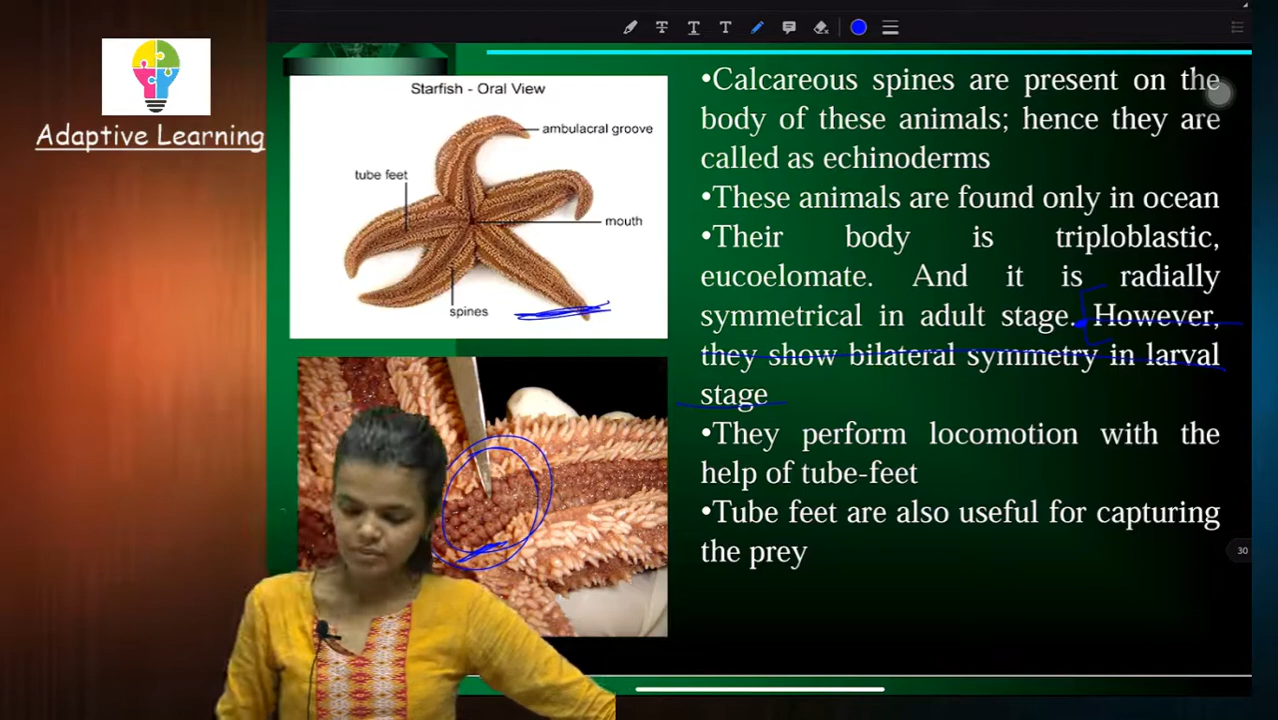 Adaptive Learning
Starfish - Oral View
ambulacral groove
tube feet
mouth
spines
•Calcareous spines are present on the
body of these animals; hence they are
called as echinoderms
•These animals are found only in ocean
•Their body is triploblastic,
eucoelomate. And it is radially
symmetrical in adult stage. However,
they show bilateral symmetry in larval
stage
•They perform locomotion with the
help of tube-feet
•Tube feet are also useful for capturing
the prey
30
T T T